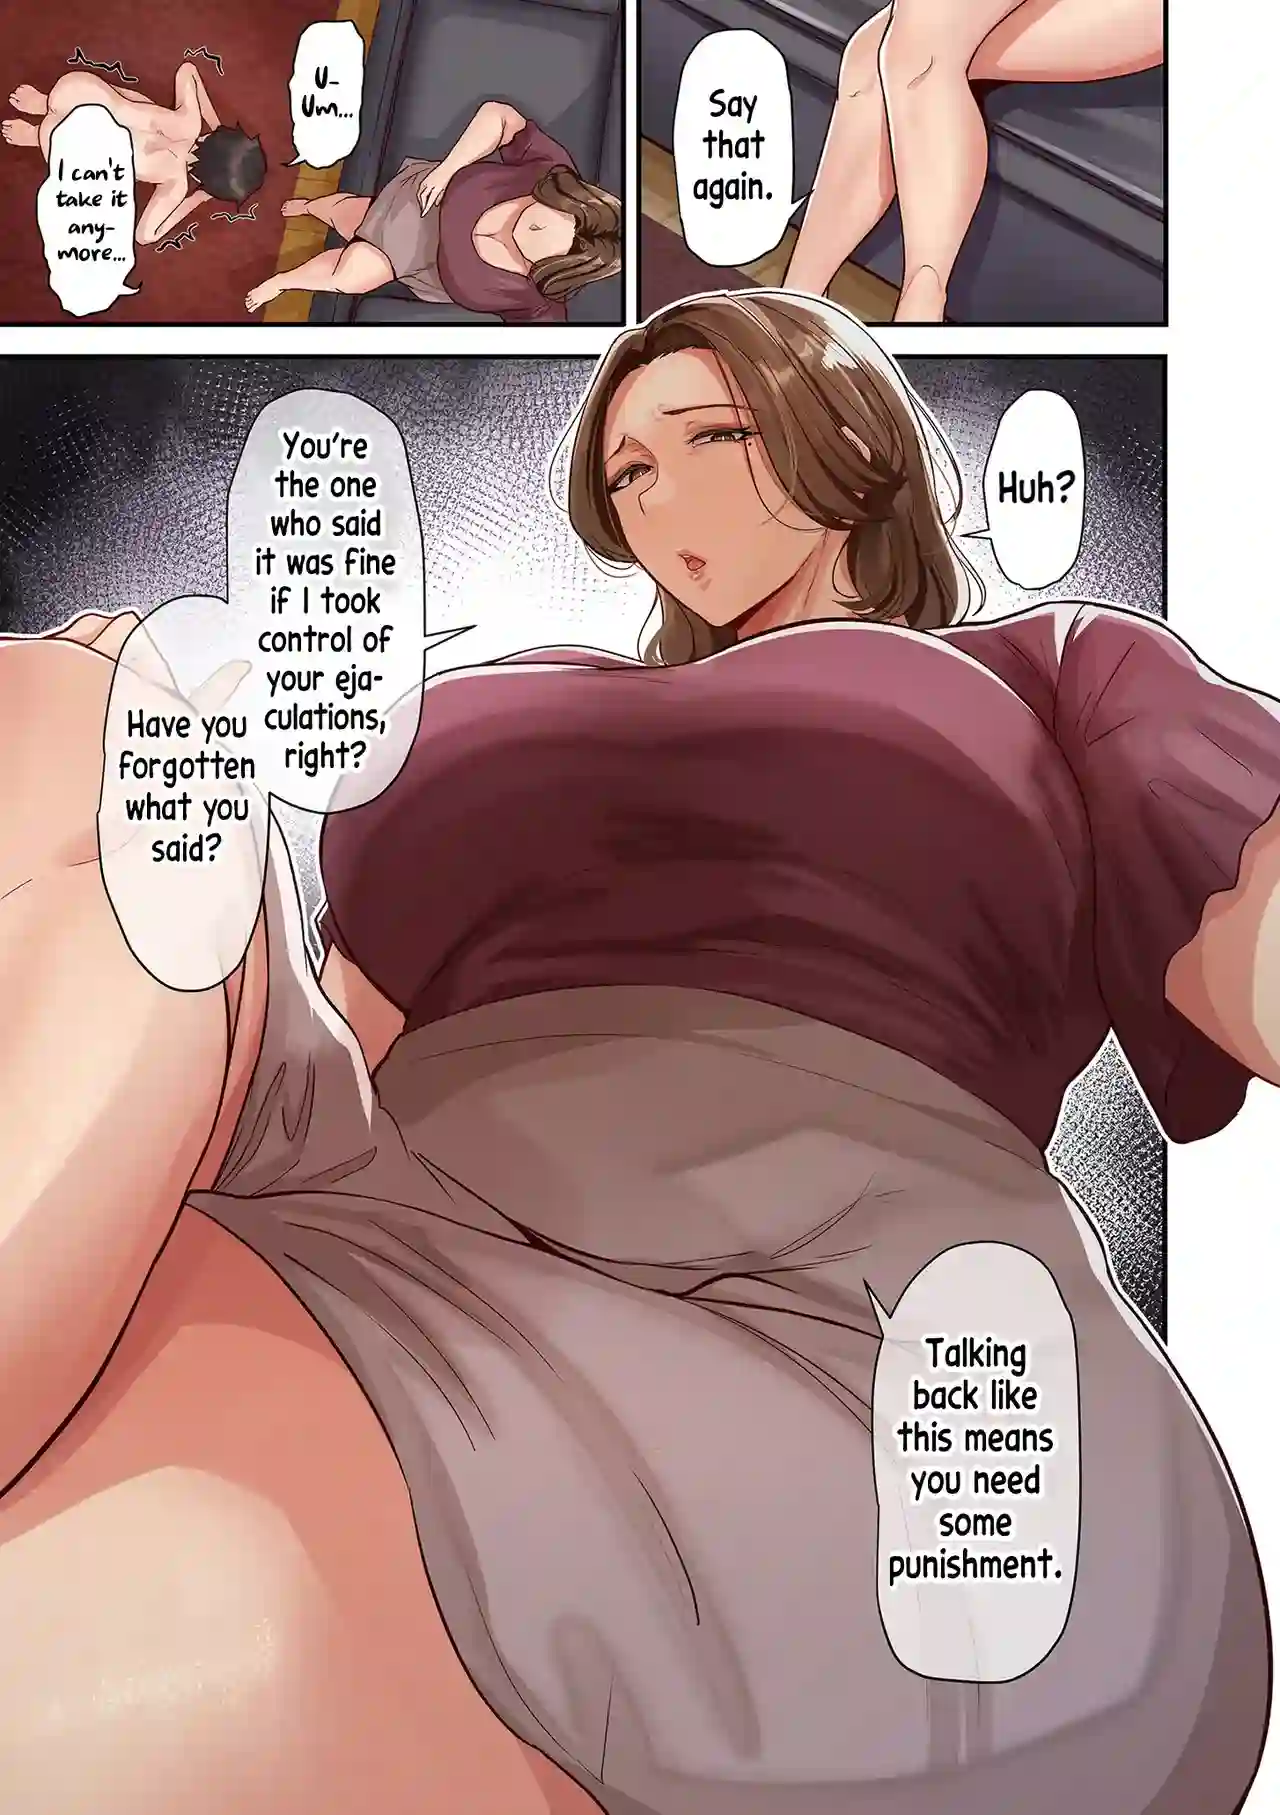 Say
that
again.
U-
Um...
I can't
take it
any-
more...
Huh?
You're
the one
who said
it was fine
if I took
control of
your eja-
culations,
right?
Have you
forgotten
what you
said?
Talking
back like
this means
you need
some
punishment.